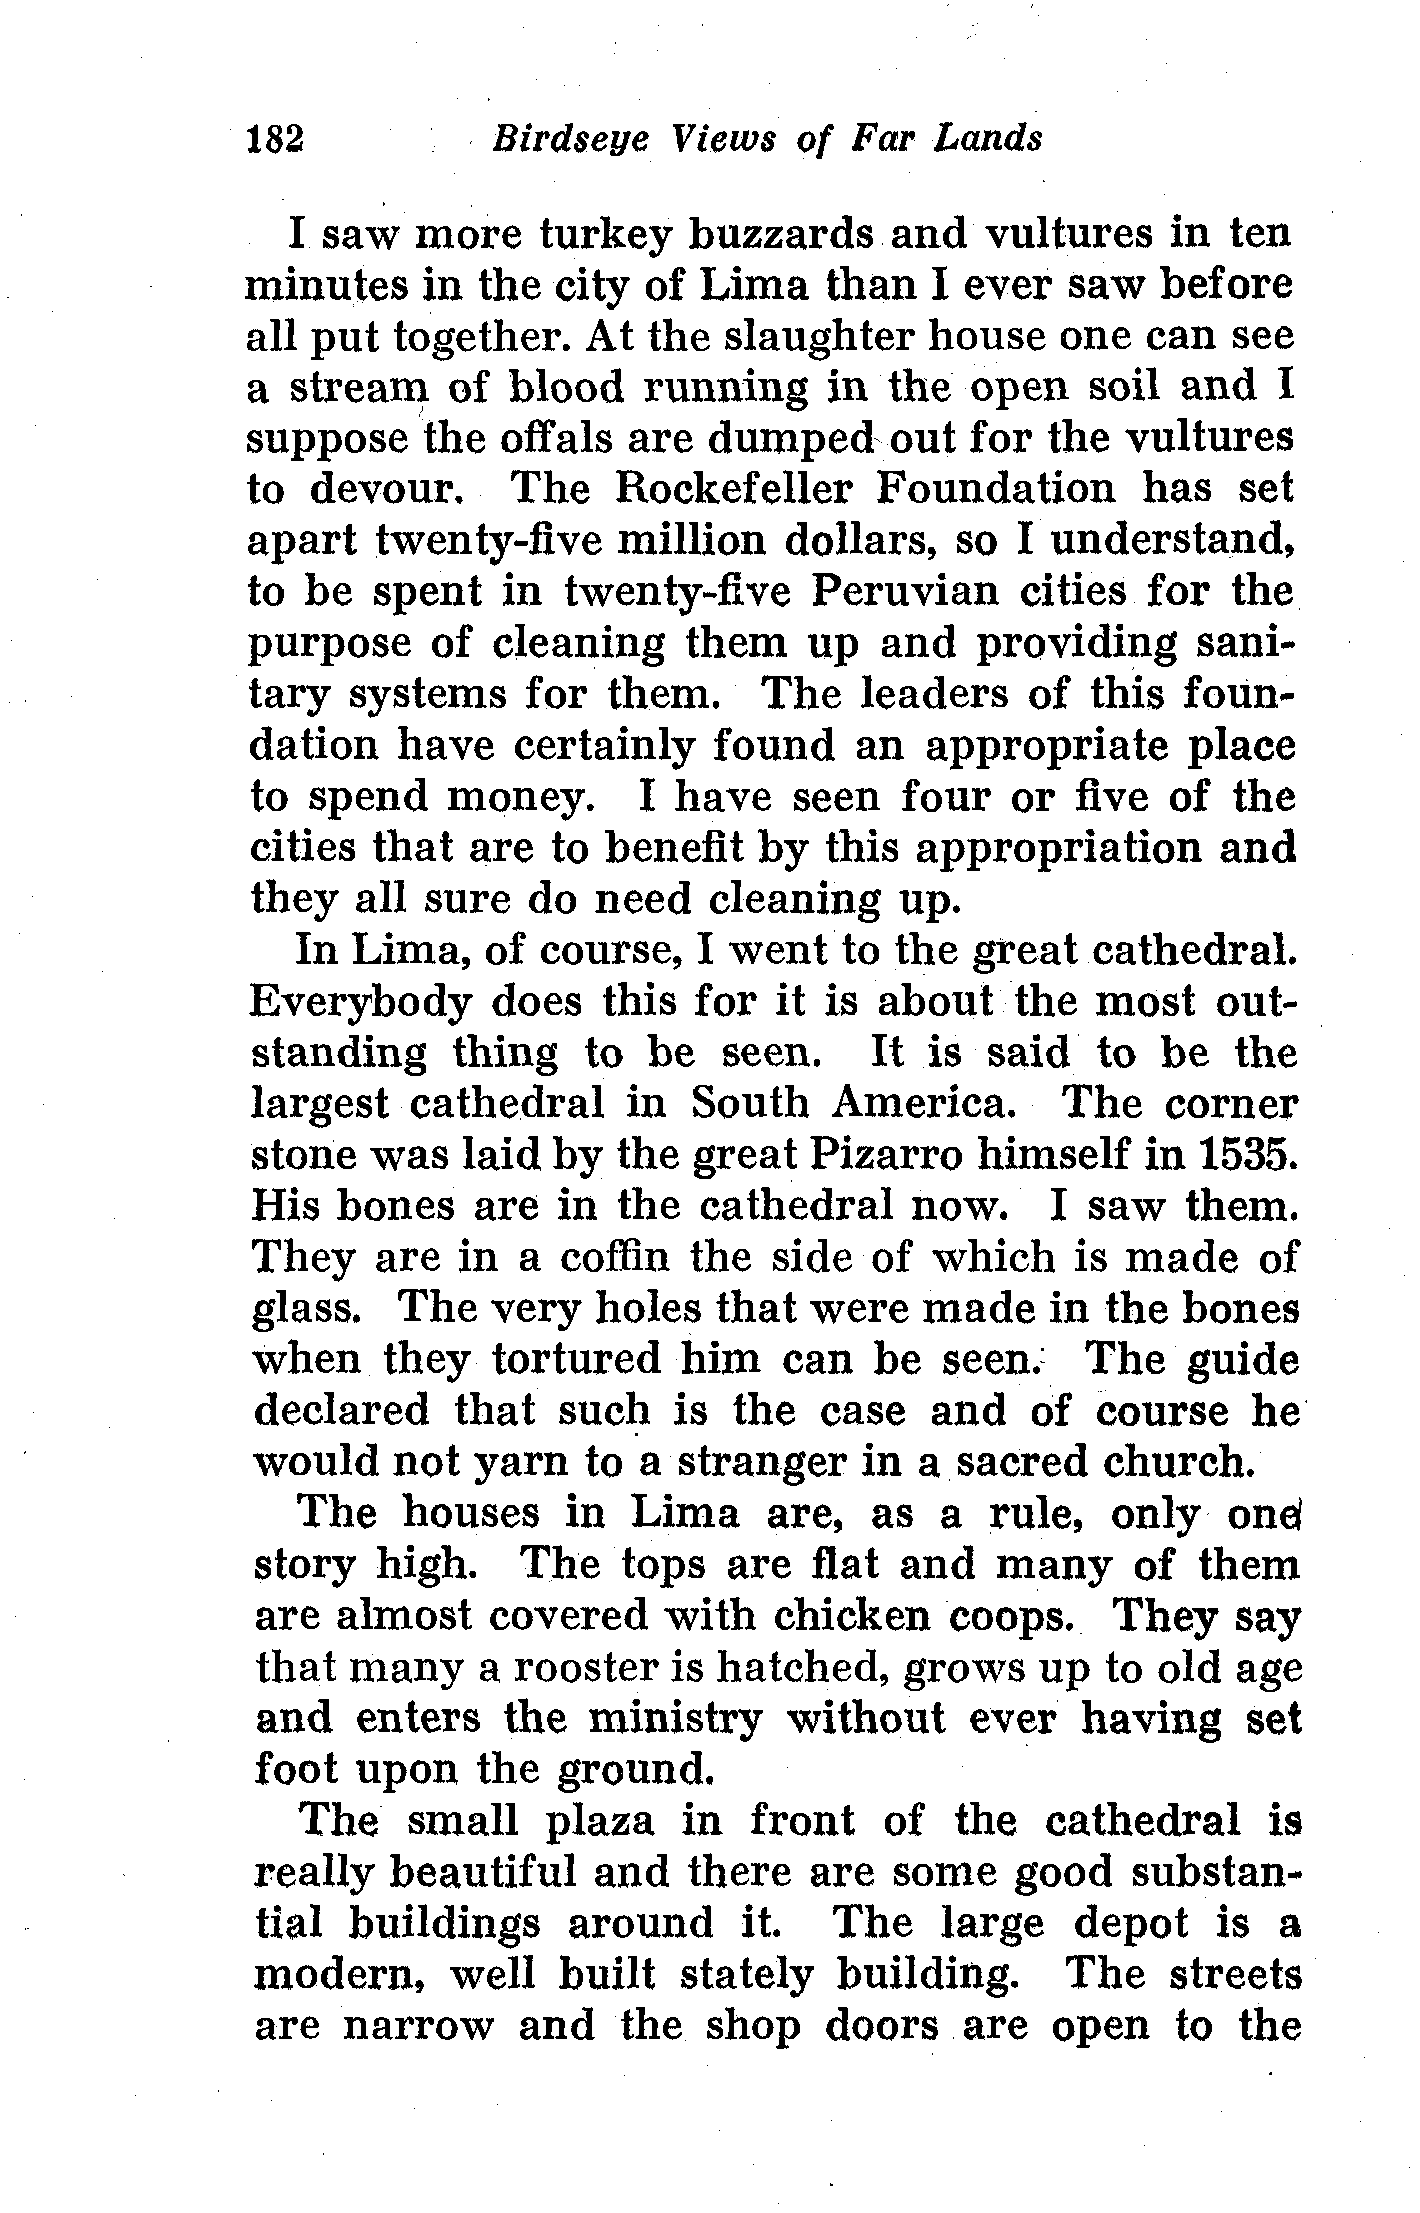 182 Birdseye Views of Far Lands
I saw more turkey buzzards and vultures in ten
minutes in the city of Lima than I ever saw before
all put together. At the slaughter house one can see
a stream of blood running in the open soil and I
suppose the offals are dumped out for the vultures
to devour. The Rockefeller Foundation has set
apart twenty-five million dollars, so I understand,
to be spent in twenty-five Peruvian cities for the
purpose of cleaning them up and providing sani-
tary systems for them. The leaders of this foun-
dation have certainly found an appropriate place
to spend money. I have seen four or five of the
cities that are to benefit by this appropriation and
they all sure do need cleaning up.
In Lima, of course, I went to the great cathedral.
Everybody does this for it is about the most out-
standing thing to be seen. It is said to be the
largest cathedral in South America. The corner
stone was laid by the great Pizarro himself in 1535.
His bones are in the cathedral now. I saw them.
They are in a coffin the side of which is made of
glass. The very holes that were made in the bones
when they tortured him can be seen. The guide
declared that such is the case and of course he
would not yarn to a stranger in a sacred church.
The houses in Lima are, as a rule, only one
story high. The tops are flat and many of them
are almost covered with chicken coops. They say
that many a rooster is hatched, grows up to old age
and enters the ministry without ever having set
foot upon the ground.
The small plaza in front of the cathedral is
really beautiful and there are some good substan-
tial buildings around it. The large depot is a
modern, well built stately building. The streets
are narrow and the shop doors are open to the